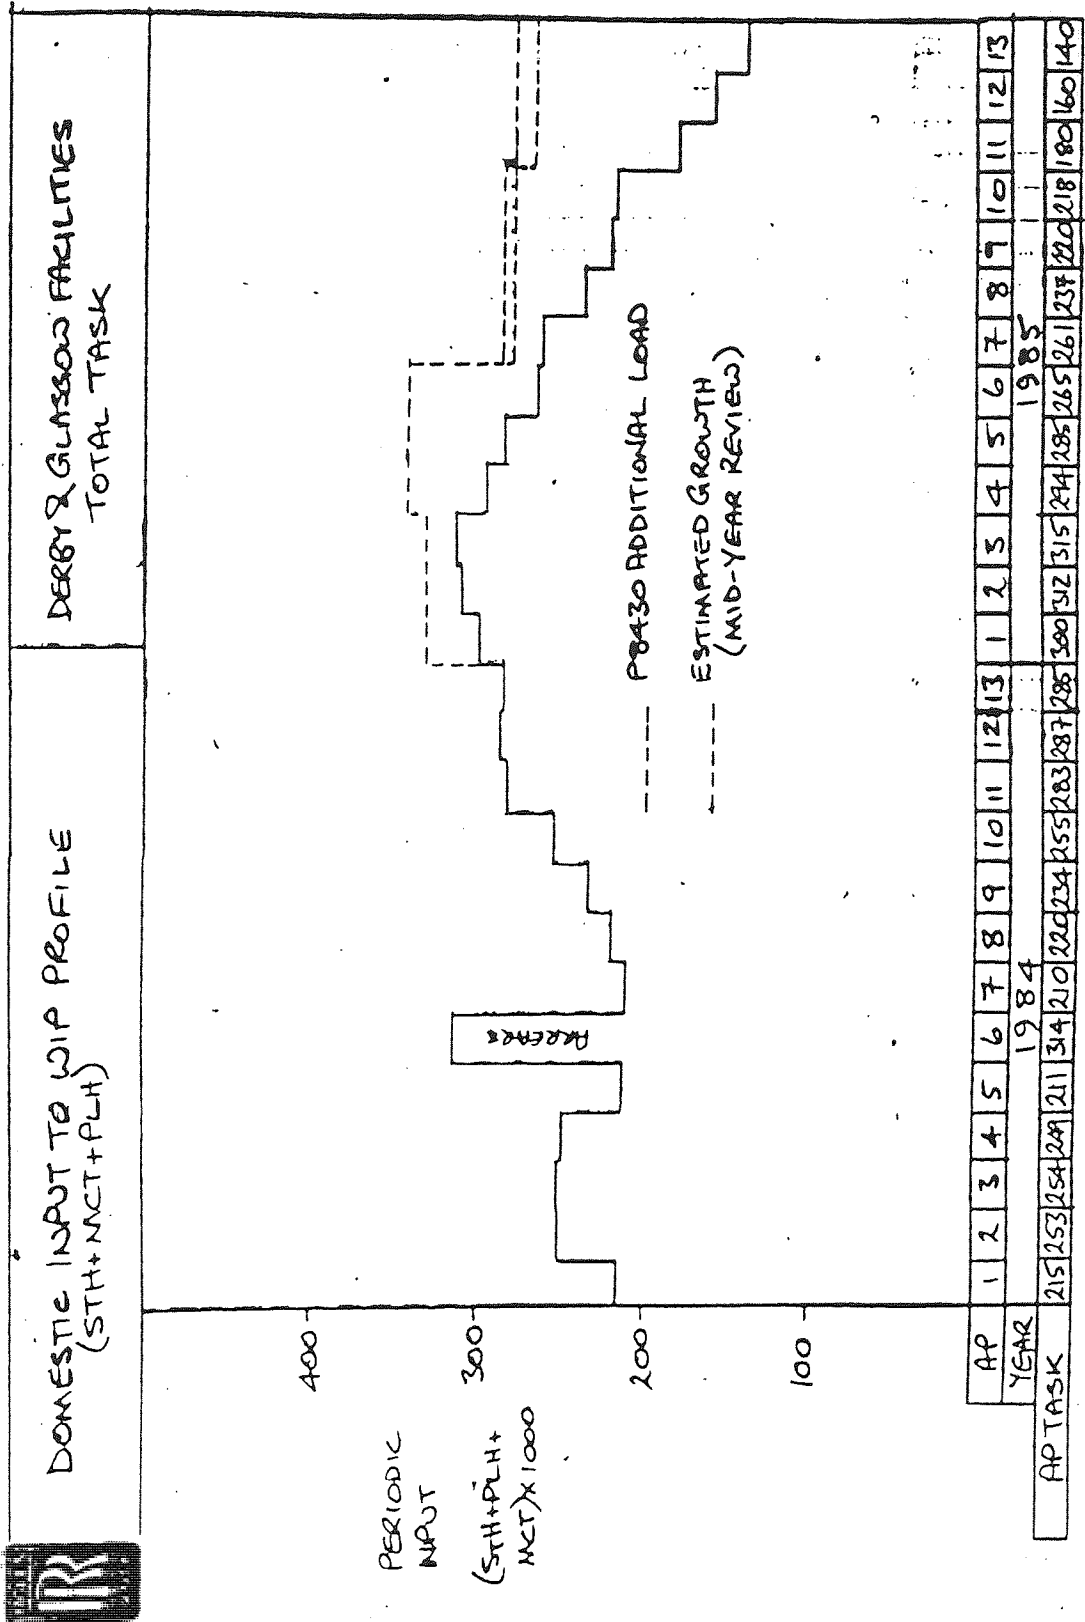 DOMESTIC INPUT TO WIP PROFILE
(STH+MCT+PLH)
DERBY & GLASGOW FACILITIES
TOTAL TASK
PERIODIC
INPUT
(STH+PLH+
MCT)X1000
400
300
200
100
ARREARS
P8430 ADDITIONAL LOAD
ESTIMATED GROWTH
(MID-YEAR REVIEW)
AP 1 2 3 4 5 6 7 8 9 10 11 12 13 1 2 3 4 5 6 7 8 9 10 11 12 13
YEAR 1984 1985
AP TASK 215 253 254 249 211 314 210 220 234 255 283 287 285 300 312 315 294 285 265 261 237 220 218 180 160 140